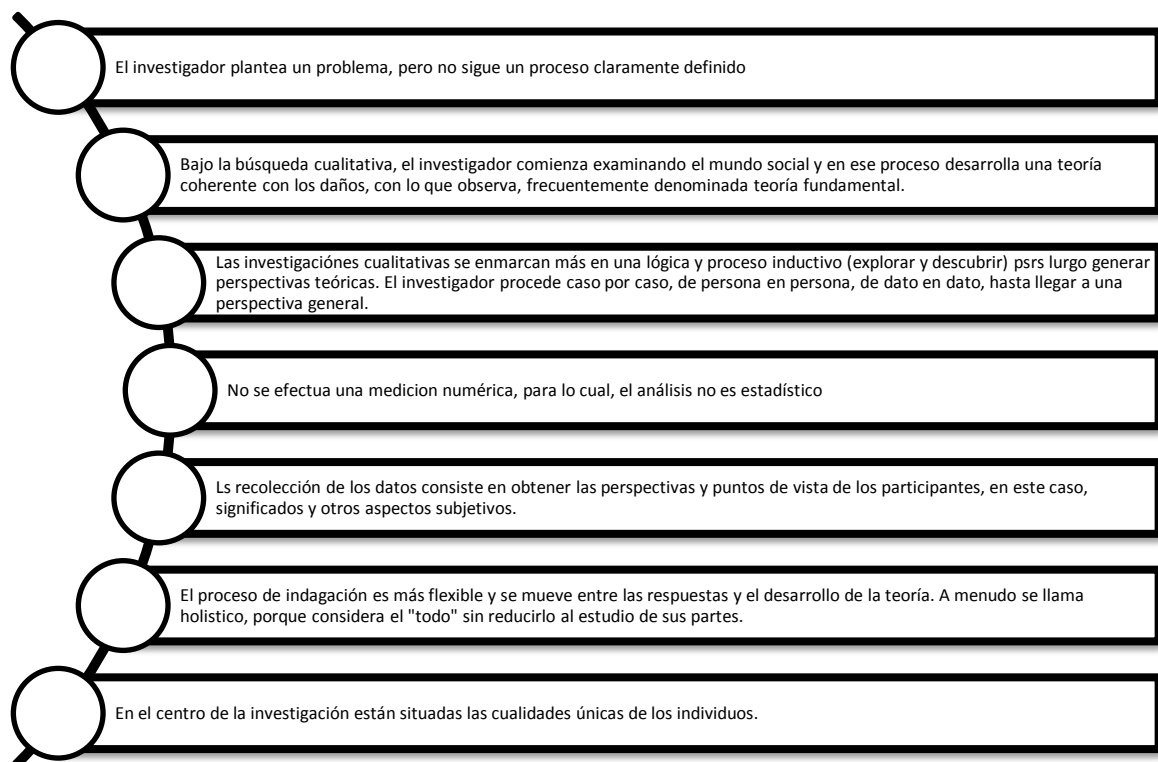 El investigador plantea un problema, pero no sigue un proceso claramente definido
Bajo la búsqueda cualitativa, el investigador comienza examinando el mundo social y en ese proceso desarrolla una teoría
coherente con los daños, con lo que observa, frecuentemente denominada teoría fundamental.
Las investigaciónes cualitativas se enmarcan más en una lógica y proceso inductivo (explorar y descubrir) psrs lurgo generar
perspectivas teóricas. El investigador procede caso por caso, de persona en persona, de dato en dato, hasta llegar a una
perspectiva general.
No se efectua una medicion numérica, para lo cual, el análisis no es estadístico
Ls recolección de los datos consiste en obtener las perspectivas y puntos de vista de los participantes, en este caso,
significados y otros aspectos subjetivos.
El proceso de indagación es más flexible y se mueve entre las respuestas y el desarrollo de la teoría. A menudo se llama
holistico, porque considera el "todo" sin reducirlo al estudio de sus partes.
En el centro de la investigación están situadas las cualidades únicas de los individuos.